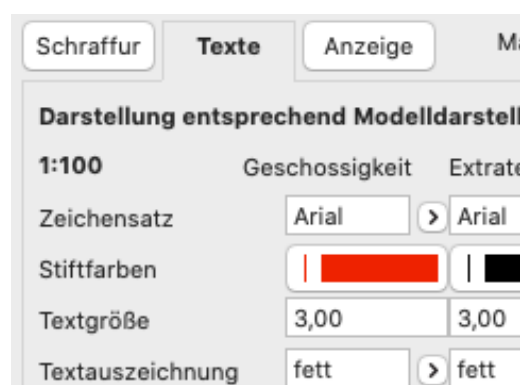 Schraffur Texte Anzeige
Darstellung entsprechend
1:100 Geschossigkeit
Zeichensatz Arial > Arial
Stiftfarben
Textgröße 3,00 3,00
Textauszeichnung fett > fett